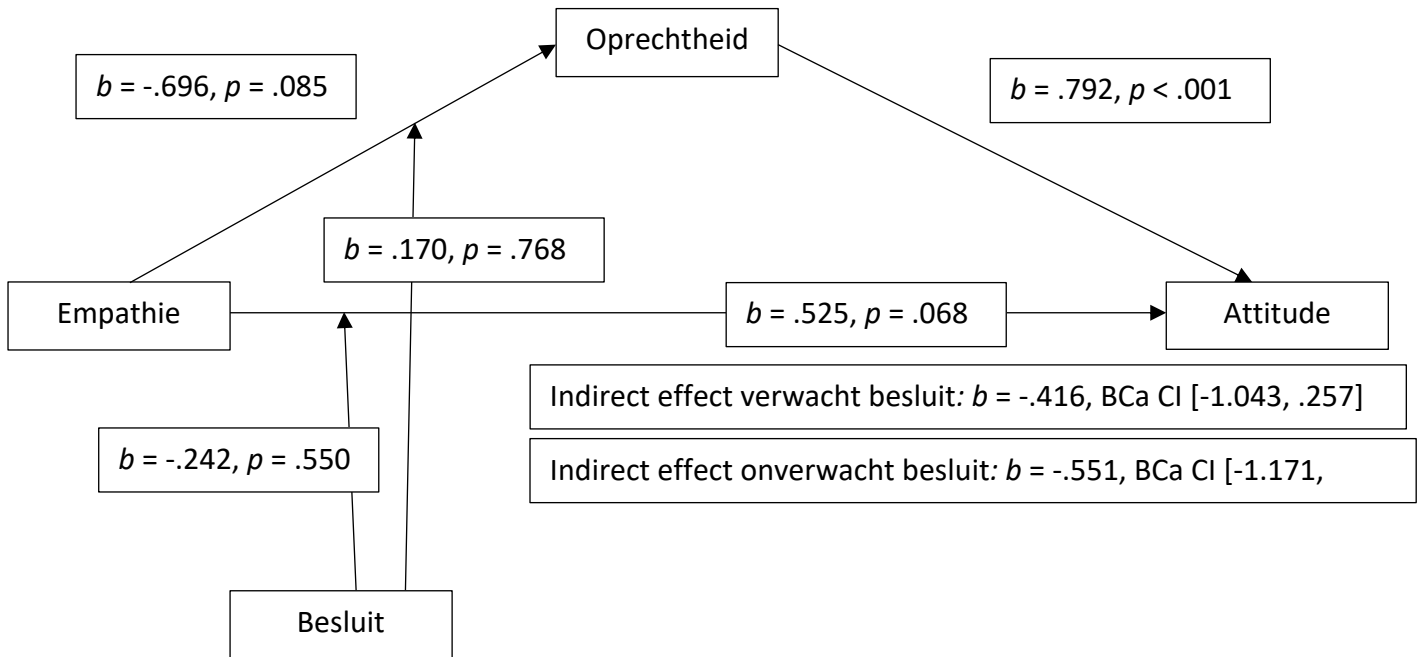 Oprechtheid
b = -.696, p = .085
b = .792, p < .001
b = .170, p = .768
Empathie
b = .525, p = .068
Attitude
Indirect effect verwacht besluit: b = -.416, BCa CI [-1.043, .257]
b = -.242, p = .550
Indirect effect onverwacht besluit: b = -.551, BCa CI [-1.171,
Besluit